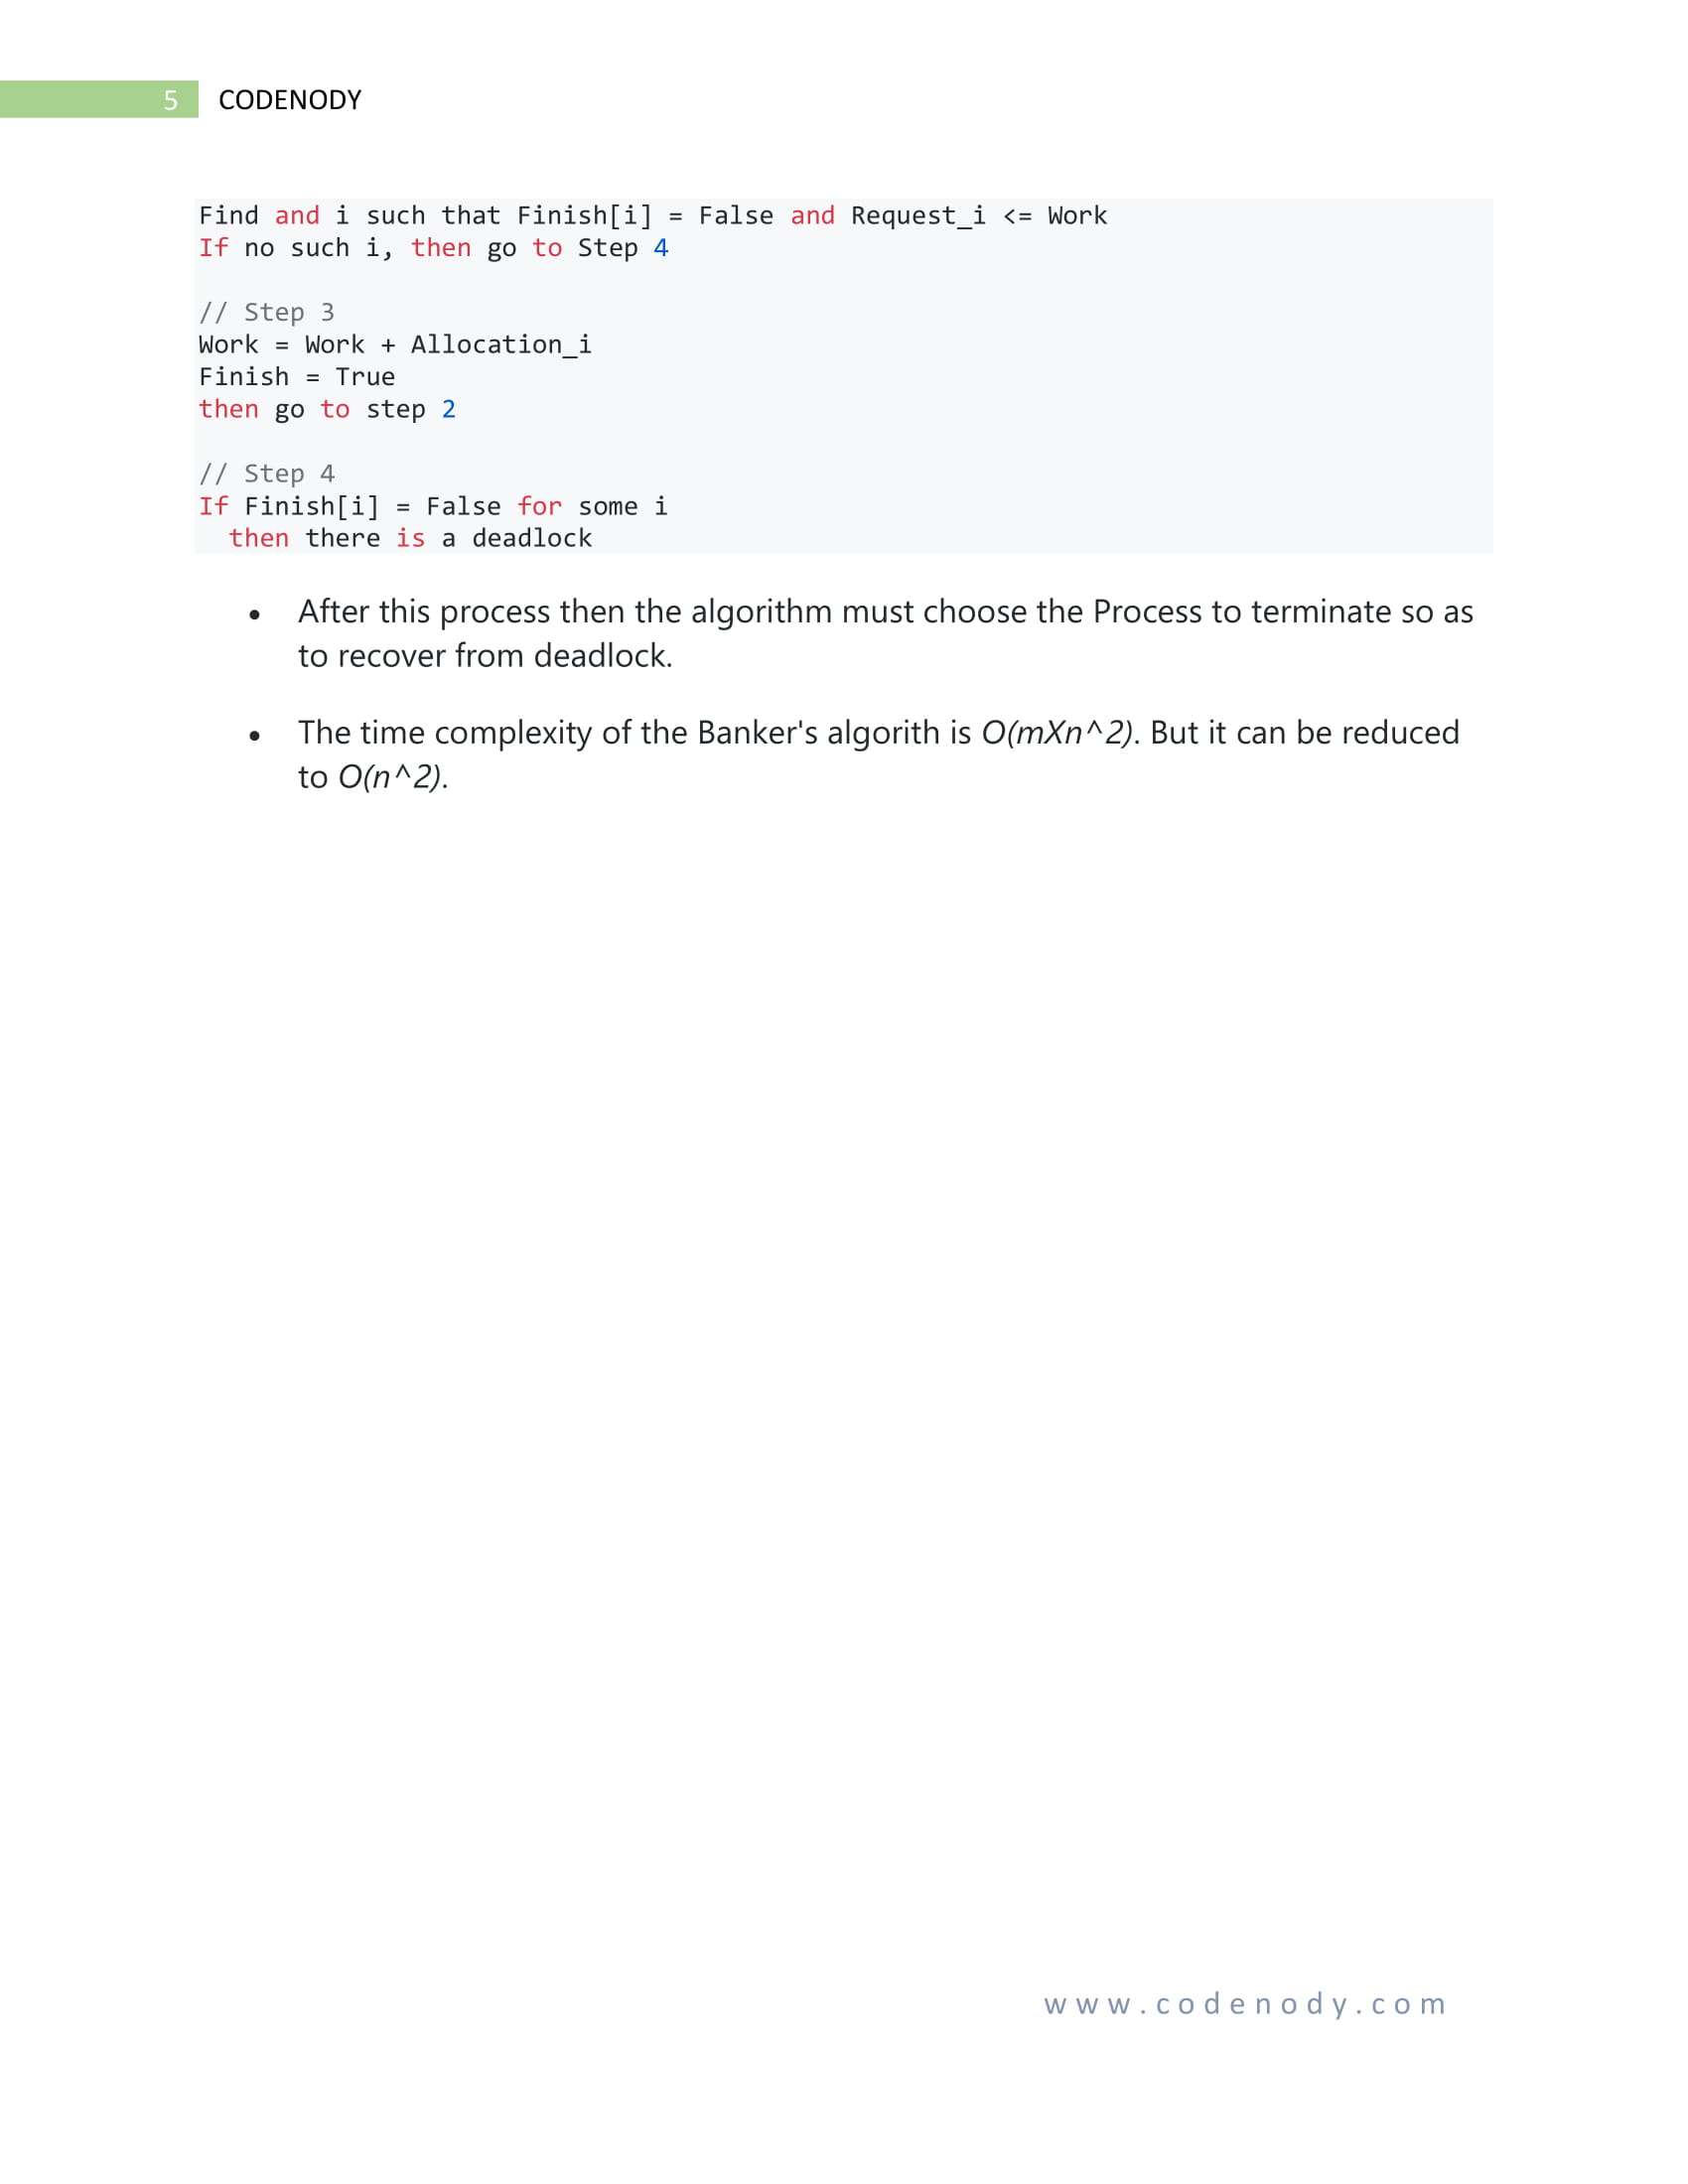 5 CODENODY
Find and i such that Finish[i] = False and Request_i <= Work
If no such i, then go to Step 4
// Step 3
Work = Work + Allocation_i
Finish = True
then go to step 2
// Step 4
If Finish[i] = False for some i
then there is a deadlock
• After this process then the algorithm must choose the Process to terminate so as
to recover from deadlock.
• The time complexity of the Banker's algorith is O(mXn^2). But it can be reduced
to O(n^2).
www.codenody.com